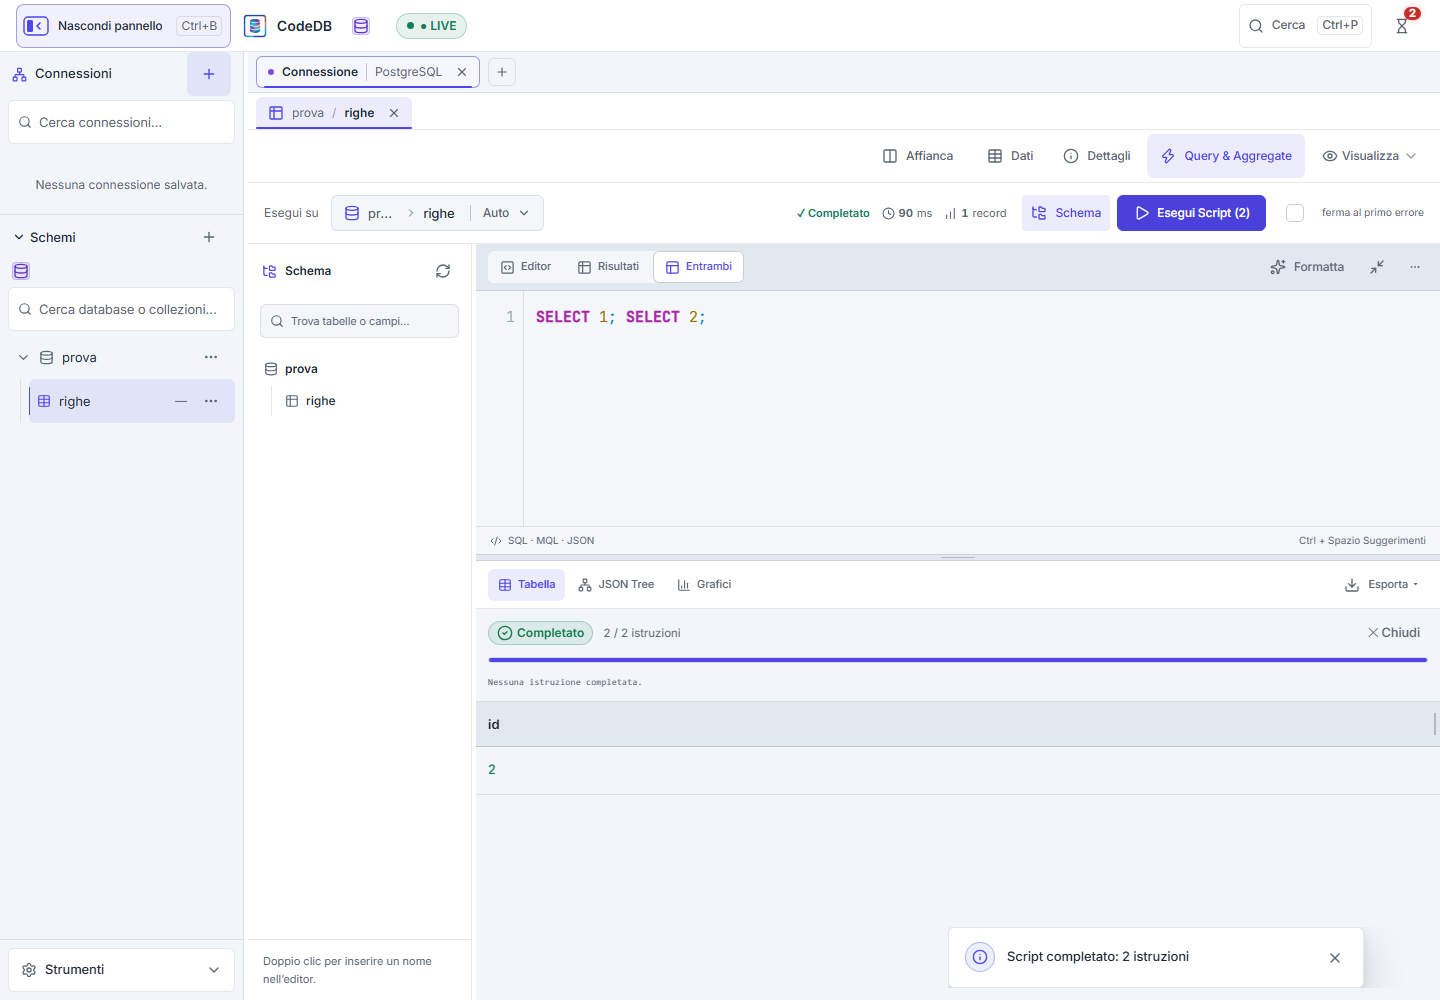 Nascondi pannello Ctrl+B CodeDB • LIVE Cerca Ctrl+P 2
Connessioni
Cerca connessioni...
Nessuna connessione salvata.
Schemi
Cerca database o collezioni...
prova
righe
Strumenti
Connessione PostgreSQL
prova / righe
Affianca Dati Dettagli Query & Aggregate Visualizza
Esegui su pr... righe Auto ✓ Completato 90 ms 1 record Schema Esegui Script (2) ferma al primo errore
Schema
Trova tabelle o campi...
prova
righe
Doppio clic per inserire un nome
nell'editor.
Editor Risultati Entrambi Formatta ...
1 SELECT 1; SELECT 2;
SQL · MQL · JSON Ctrl + Spazio Suggerimenti
Tabella JSON Tree Grafici Esporta
Completato 2 / 2 istruzioni Chiudi
Nessuna istruzione completata.
id
2
Script completato: 2 istruzioni